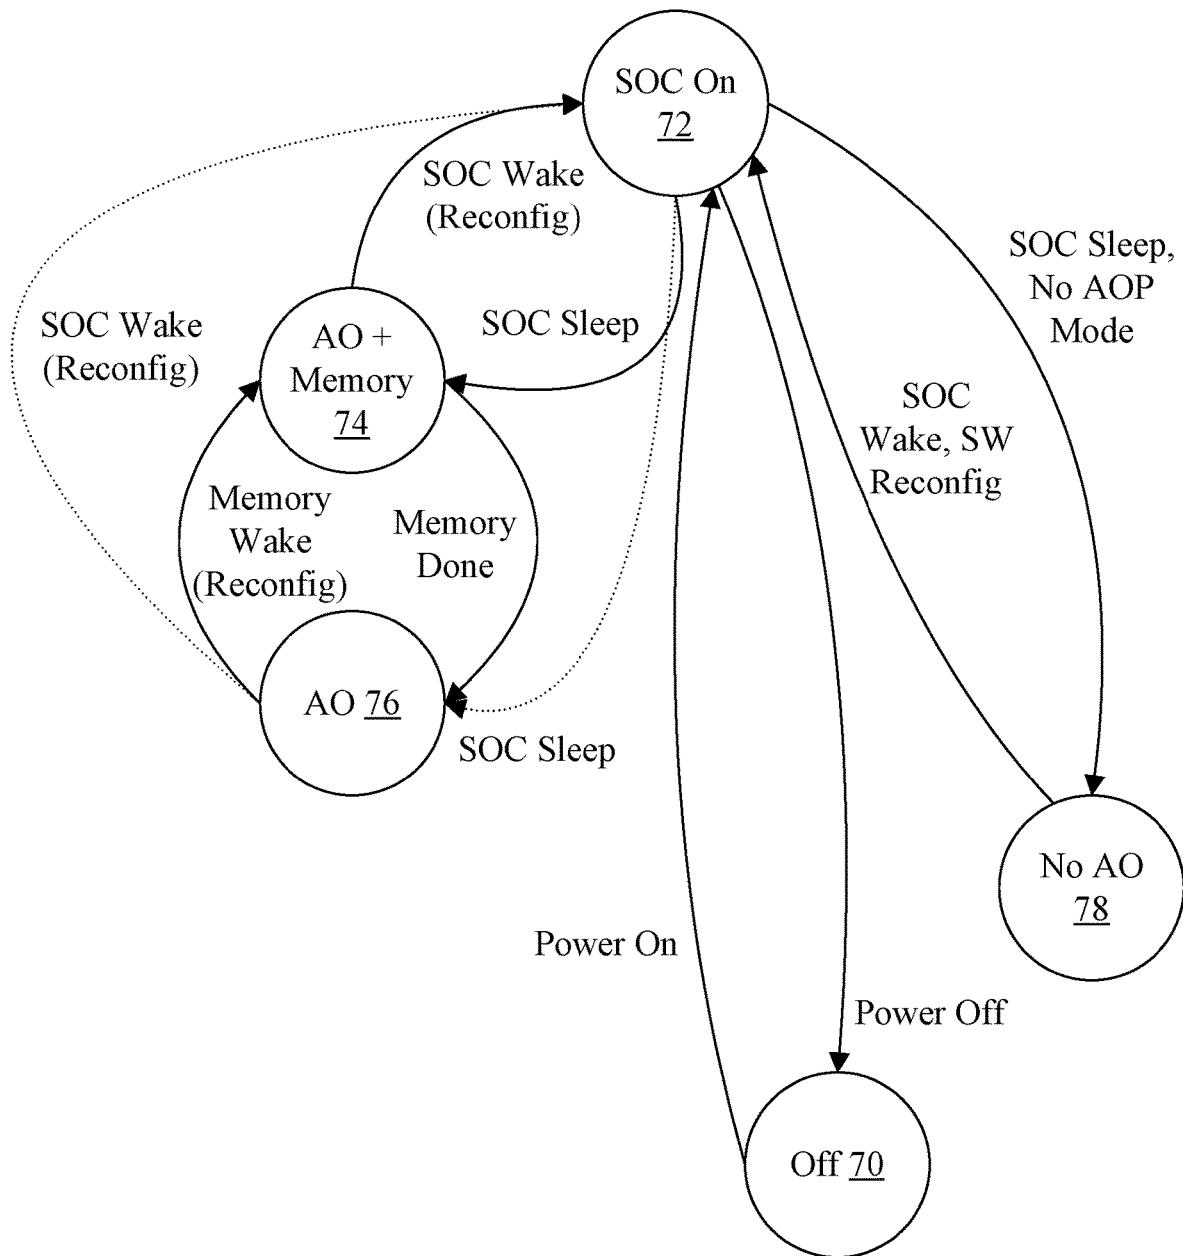 SOC On
72
SOC Wake
(Reconfig)
SOC Sleep,
No AOP
Mode
SOC Wake
(Reconfig)
AO +
Memory
74
SOC Sleep
SOC
Wake, SW
Reconfig
Memory
Wake
(Reconfig)
Memory
Done
AO 76
SOC Sleep
No AO
78
Power On
Power Off
Off 70